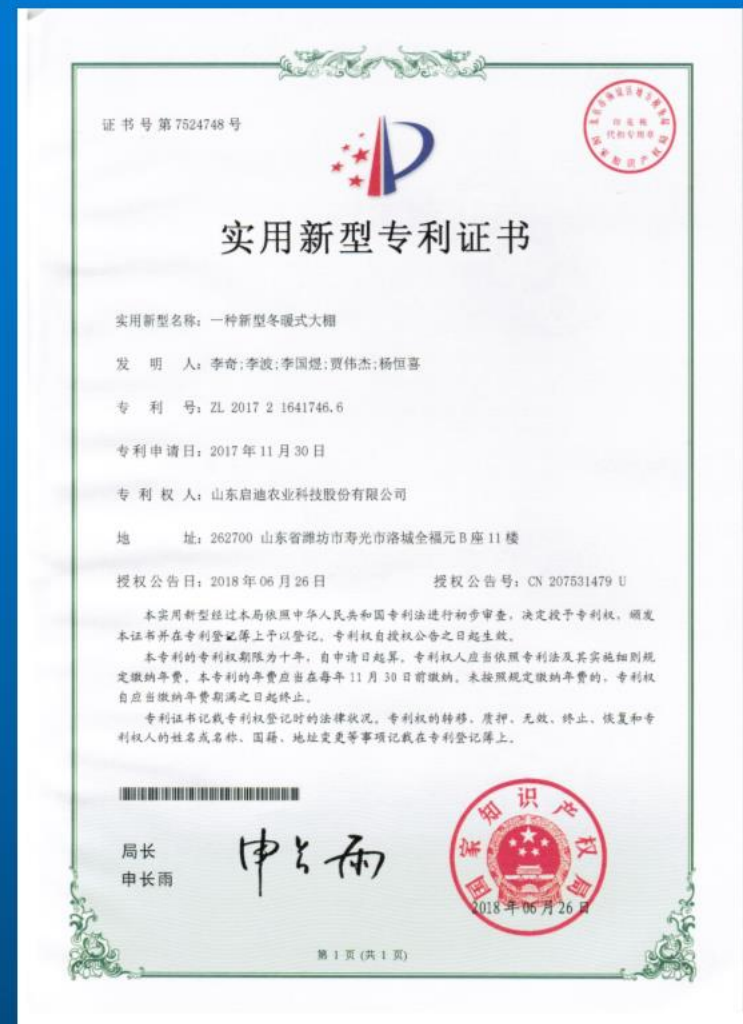 证书号第7524748号
印花税
代扣专用章
国家知识产权局
实用新型专利证书
实用新型名称：一种新型冬暖式大棚
发 明 人：李奇;李波;李国煜;贾伟杰;杨恒喜
专 利 号：ZL 2017 2 1641746.6
专利申请日：2017年11月30日
专 利 权 人：山东启迪农业科技股份有限公司
地 址：262700 山东省潍坊市寿光市洛城全福元B座11楼
授权公告日：2018年06月26日 授权公告号：CN 207531479 U
本实用新型经过本局依照中华人民共和国专利法进行初步审查，决定授予专利权，颁发
本证书并在专利登记簿上予以登记。专利权自授权公告之日起生效。
本专利的专利权期限为十年，自申请日起算。专利权人应当依照专利法及其实施细则规
定缴纳年费。本专利的年费应当在每年11月30日前缴纳。未按照规定缴纳年费的，专利权
自应当缴纳年费期满之日起终止。
专利证书记载专利权登记时的法律状况。专利权的转移、质押、无效、终止、恢复和专
利权人的姓名或名称、国籍、地址变更等事项记载在专利登记簿上。
局长
申长雨
申长雨
国家知识产权局
2018年06月26日
第 1 页 (共 1 页)